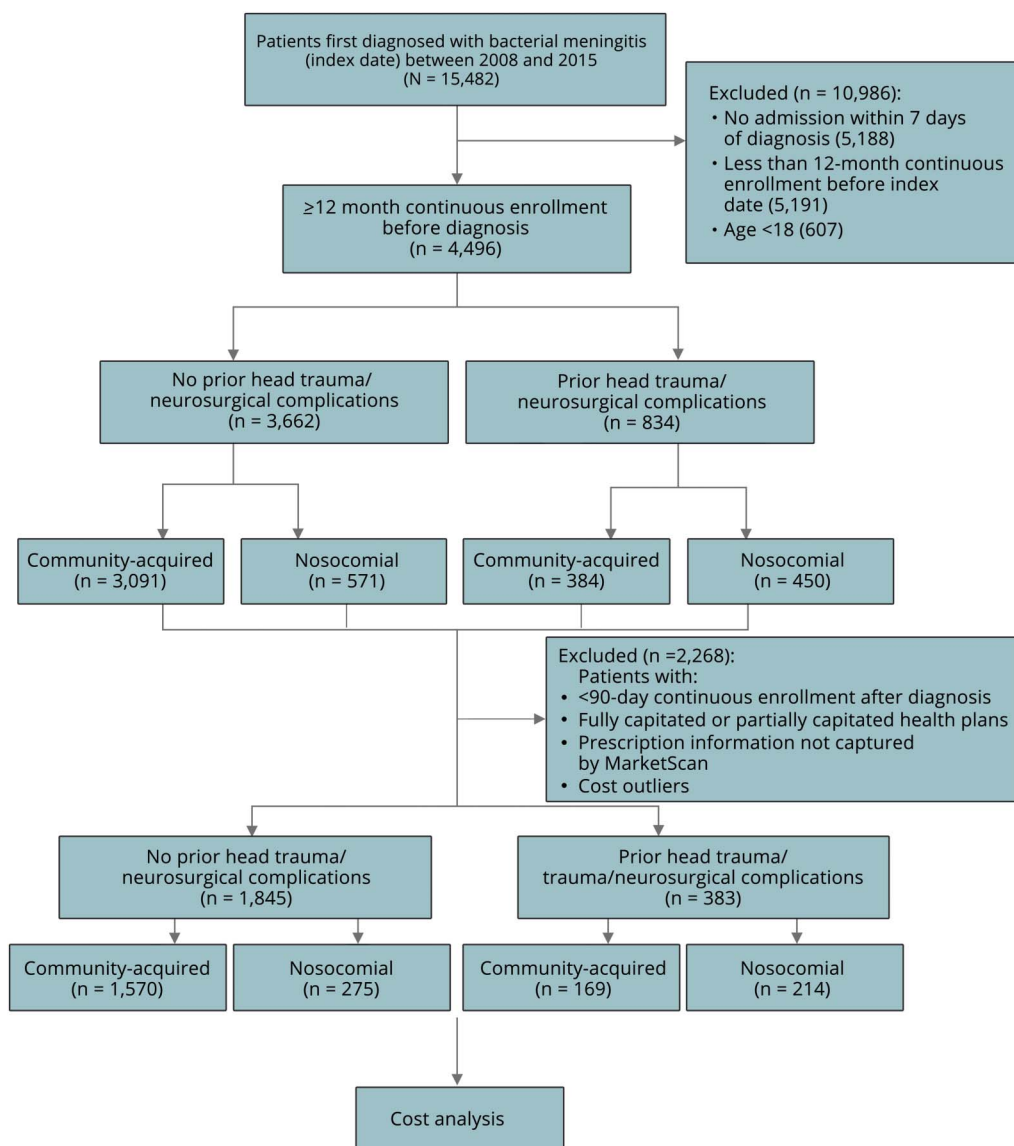 Patients first diagnosed with bacterial meningitis
(index date) between 2008 and 2015
(N = 15,482)
Excluded (n = 10,986):
• No admission within 7 days
of diagnosis (5,188)
• Less than 12-month continuous
enrollment before index
date (5,191)
• Age <18 (607)
≥12 month continuous enrollment
before diagnosis
(n = 4,496)
No prior head trauma/
neurosurgical complications
(n = 3,662)
Prior head trauma/
neurosurgical complications
(n = 834)
Community-acquired
(n = 3,091)
Nosocomial
(n = 571)
Community-acquired
(n = 384)
Nosocomial
(n = 450)
Excluded (n =2,268):
Patients with:
• <90-day continuous enrollment after diagnosis
• Fully capitated or partially capitated health plans
• Prescription information not captured
by MarketScan
• Cost outliers
No prior head trauma/
neurosurgical complications
(n = 1,845)
Prior head trauma/
trauma/neurosurgical complications
(n = 383)
Community-acquired
(n = 1,570)
Nosocomial
(n = 275)
Community-acquired
(n = 169)
Nosocomial
(n = 214)
Cost analysis